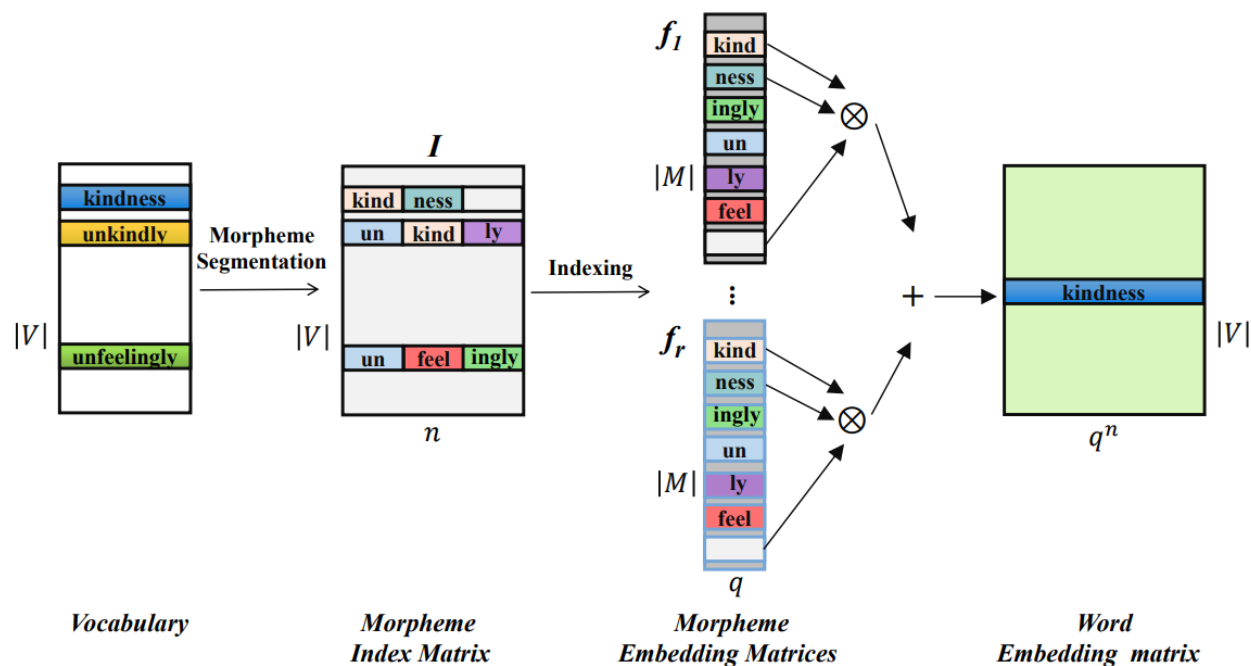 kindness
unkindly
|V|
unfeelingly
Vocabulary
Morpheme
Segmentation
I
kind ness
un kind ly
|V|
un feel ingly
n
Morpheme
Index Matrix
Indexing
f1
kind
ness
ingly
un
|M|
ly
feel
⊗
...
fr
kind
ness
ingly
un
|M|
ly
feel
⊗
q
Morpheme
Embedding Matrices
+
kindness
|V|
qⁿ
Word
Embedding matrix